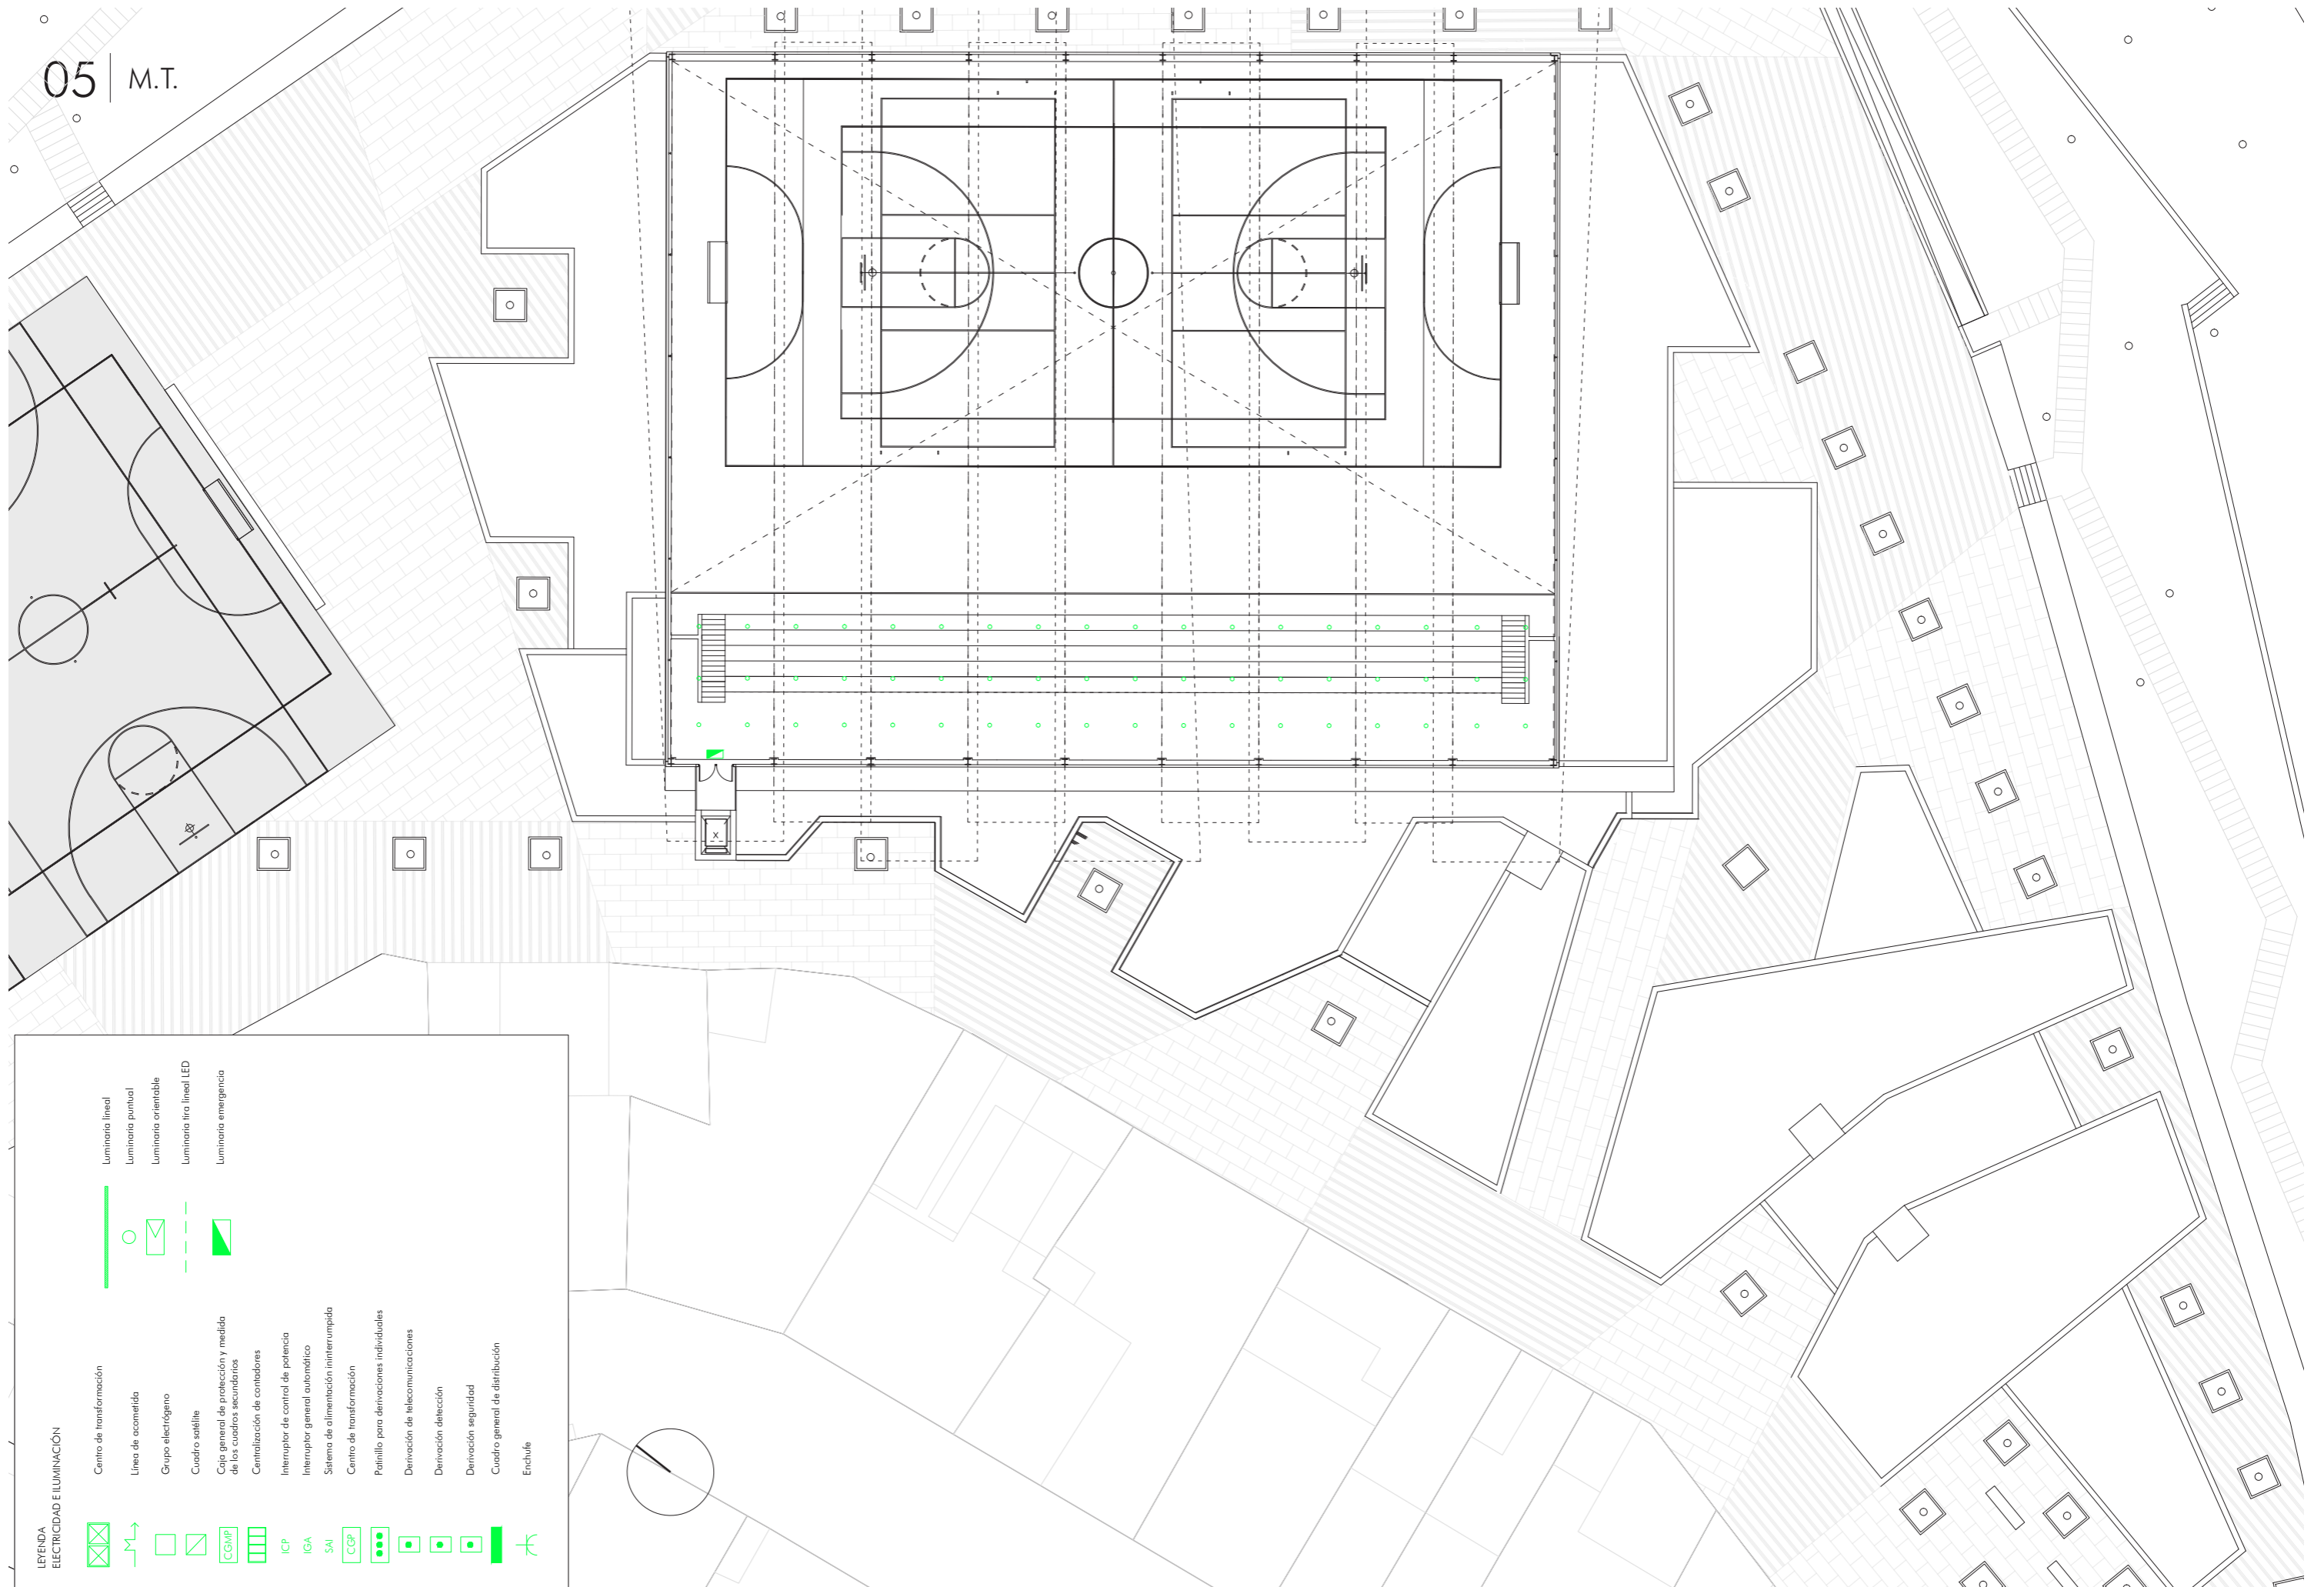 05 M.T.
LEYENDA
ELECTRICIDAD E ILUMINACIÓN
Centro de transformación
Línea de acometida
Grupo electrógeno
Cuadro satélite
CGMP Caja general de protección y medida
de los cuadros secundarios
Centralización de contadores
ICP Interruptor de control de potencia
IGA Interruptor general automático
SAI Sistema de alimentación ininterrumpida
CGP Centro de transformación
Patinillo para derivaciones individuales
Derivación de telecomunicaciones
Derivación detección
Derivación seguridad
Cuadro general de distribución
Enchufe
Luminaria lineal
Luminaria puntual
Luminaria orientable
Luminaria tira lineal LED
Luminaria emergencia
X